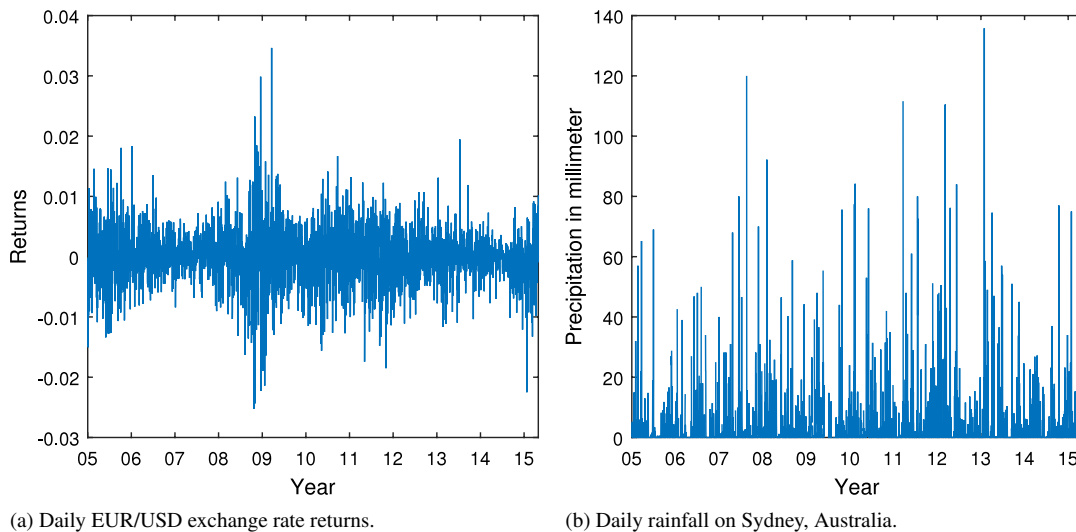 0.04
0.03
0.02
0.01
0
-0.01
-0.02
-0.03
Returns
05 06 07 08 09 10 11 12 13 14 15
Year
(a) Daily EUR/USD exchange rate returns.
140
120
100
80
60
40
20
0
Precipitation in millimeter
05 06 07 08 09 10 11 12 13 14 15
Year
(b) Daily rainfall on Sydney, Australia.